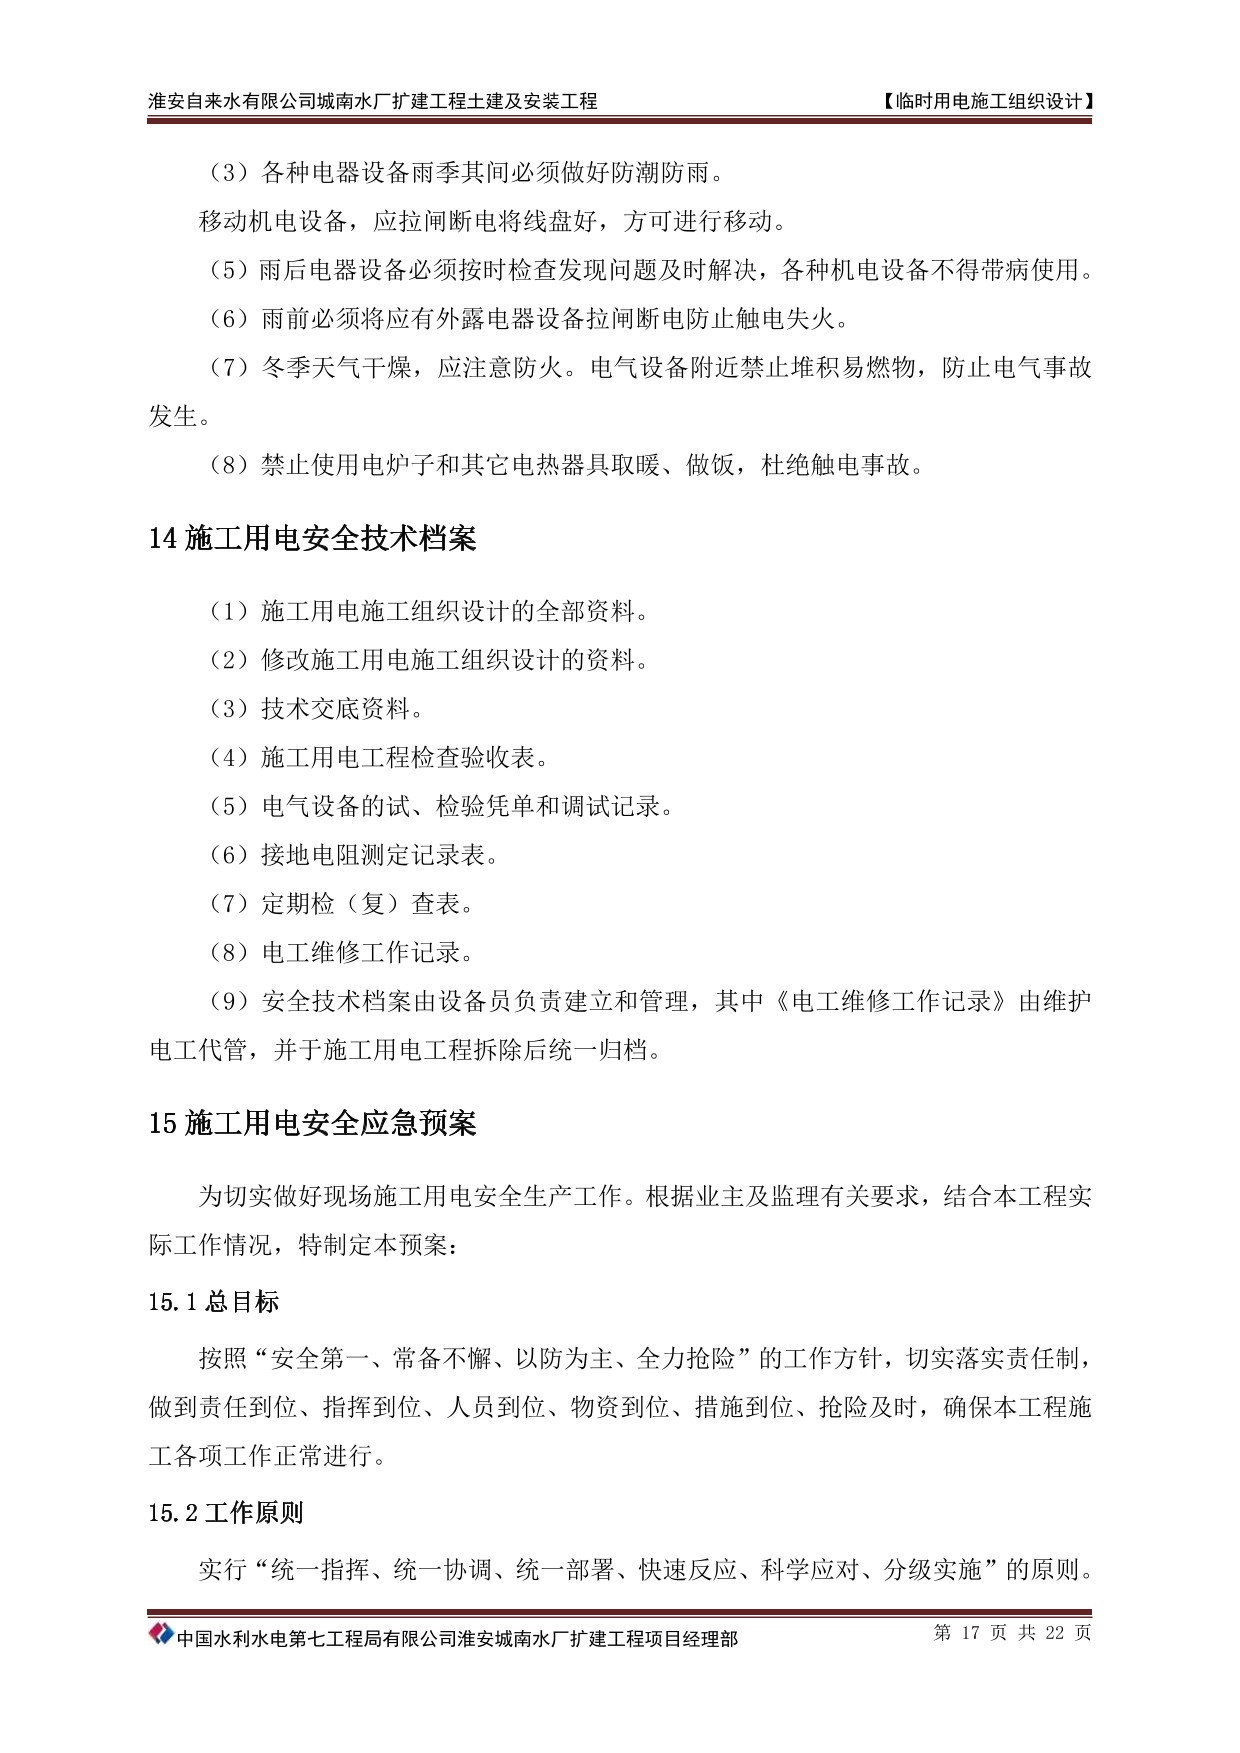 淮安自来水有限公司城南水厂扩建工程土建及安装工程 【临时用电施工组织设计】
（3）各种电器设备雨季其间必须做好防潮防雨。
移动机电设备，应拉闸断电将线盘好，方可进行移动。
（5）雨后电器设备必须按时检查发现问题及时解决，各种机电设备不得带病使用。
（6）雨前必须将应有外露电器设备拉闸断电防止触电失火。
（7）冬季天气干燥，应注意防火。电气设备附近禁止堆积易燃物，防止电气事故
发生。
（8）禁止使用电炉子和其它电热器具取暖、做饭，杜绝触电事故。
14 施工用电安全技术档案
（1）施工用电施工组织设计的全部资料。
（2）修改施工用电施工组织设计的资料。
（3）技术交底资料。
（4）施工用电工程检查验收表。
（5）电气设备的试、检验凭单和调试记录。
（6）接地电阻测定记录表。
（7）定期检（复）查表。
（8）电工维修工作记录。
（9）安全技术档案由设备员负责建立和管理，其中《电工维修工作记录》由维护
电工代管，并于施工用电工程拆除后统一归档。
15 施工用电安全应急预案
为切实做好现场施工用电安全生产工作。根据业主及监理有关要求，结合本工程实
际工作情况，特制定本预案：
15.1 总目标
按照“安全第一、常备不懈、以防为主、全力抢险”的工作方针，切实落实责任制，
做到责任到位、指挥到位、人员到位、物资到位、措施到位、抢险及时，确保本工程施
工各项工作正常进行。
15.2 工作原则
实行“统一指挥、统一协调、统一部署、快速反应、科学应对、分级实施”的原则。
中国水利水电第七工程局有限公司淮安城南水厂扩建工程项目经理部 第 17 页 共 22 页